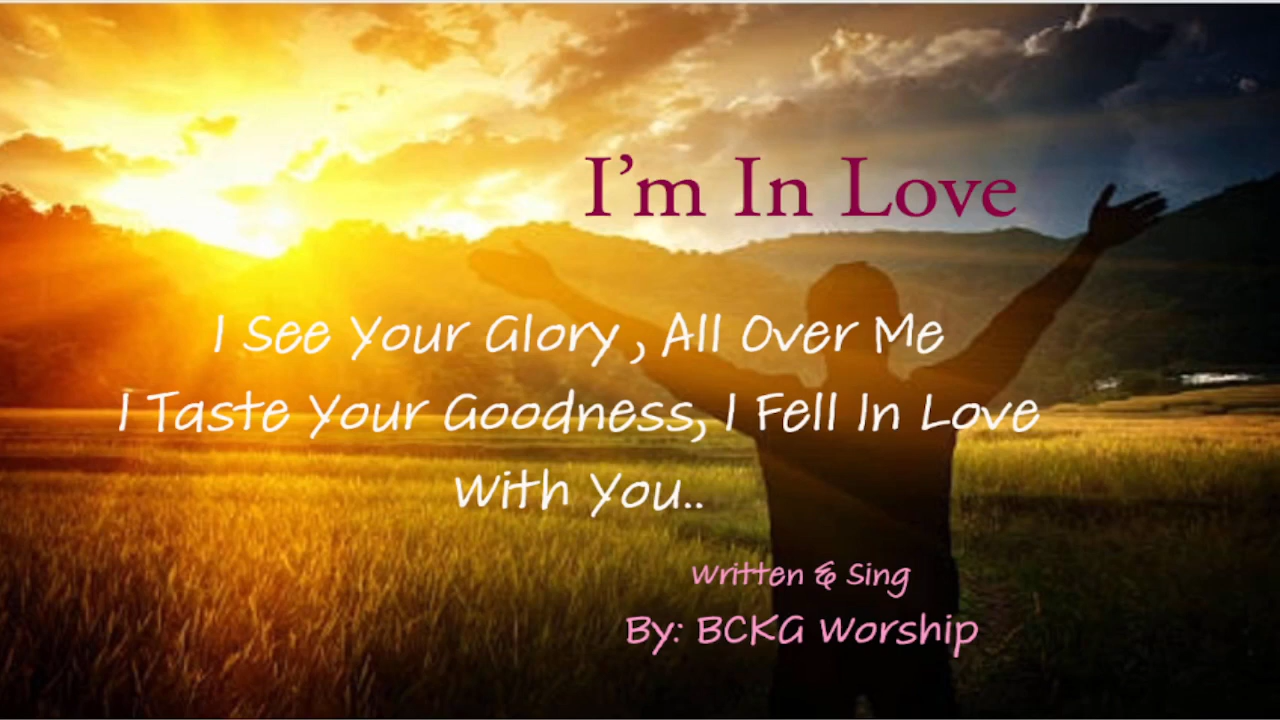 I'm In Love
I See Your Glory , All Over Me
I Taste Your Goodness, I Fell In Love
With You..
Written & Sing
By: BCKG Worship